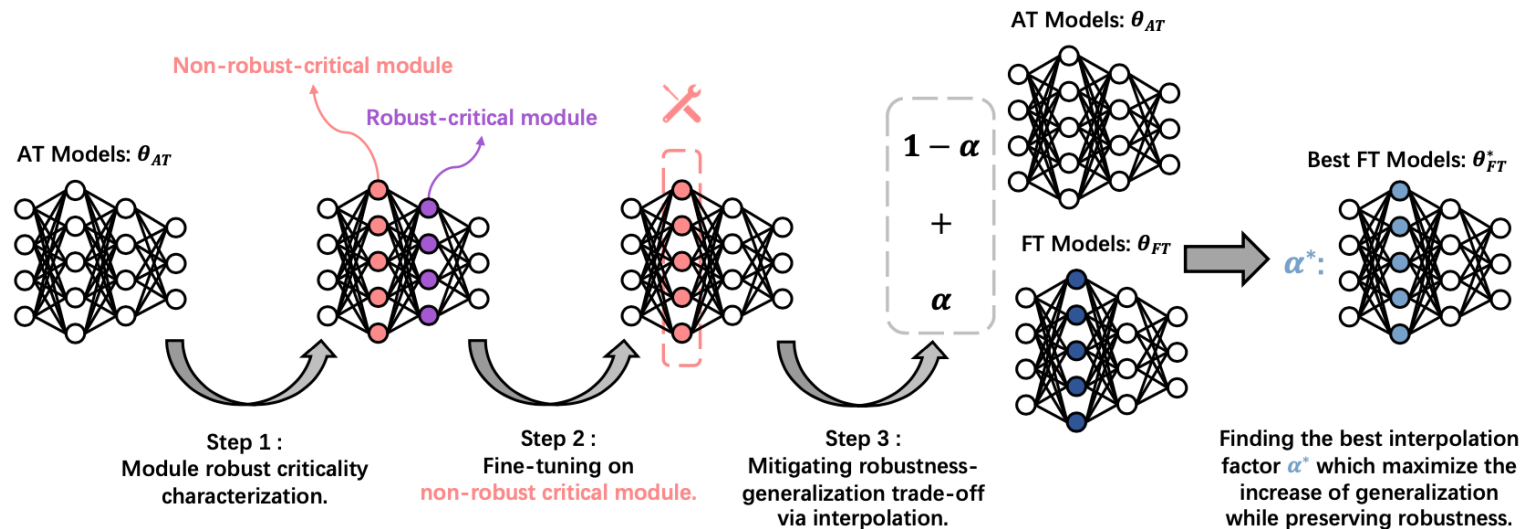 AT Models: θ_AT
Non-robust-critical module
Robust-critical module
Step 1 :
Module robust criticality
characterization.
Step 2 :
Fine-tuning on
non-robust critical module.
Step 3 :
Mitigating robustness-
generalization trade-off
via interpolation.
1 − α
+
α
AT Models: θ_AT
FT Models: θ_FT
Best FT Models: θ*_FT
α*:
Finding the best interpolation
factor α* which maximize the
increase of generalization
while preserving robustness.